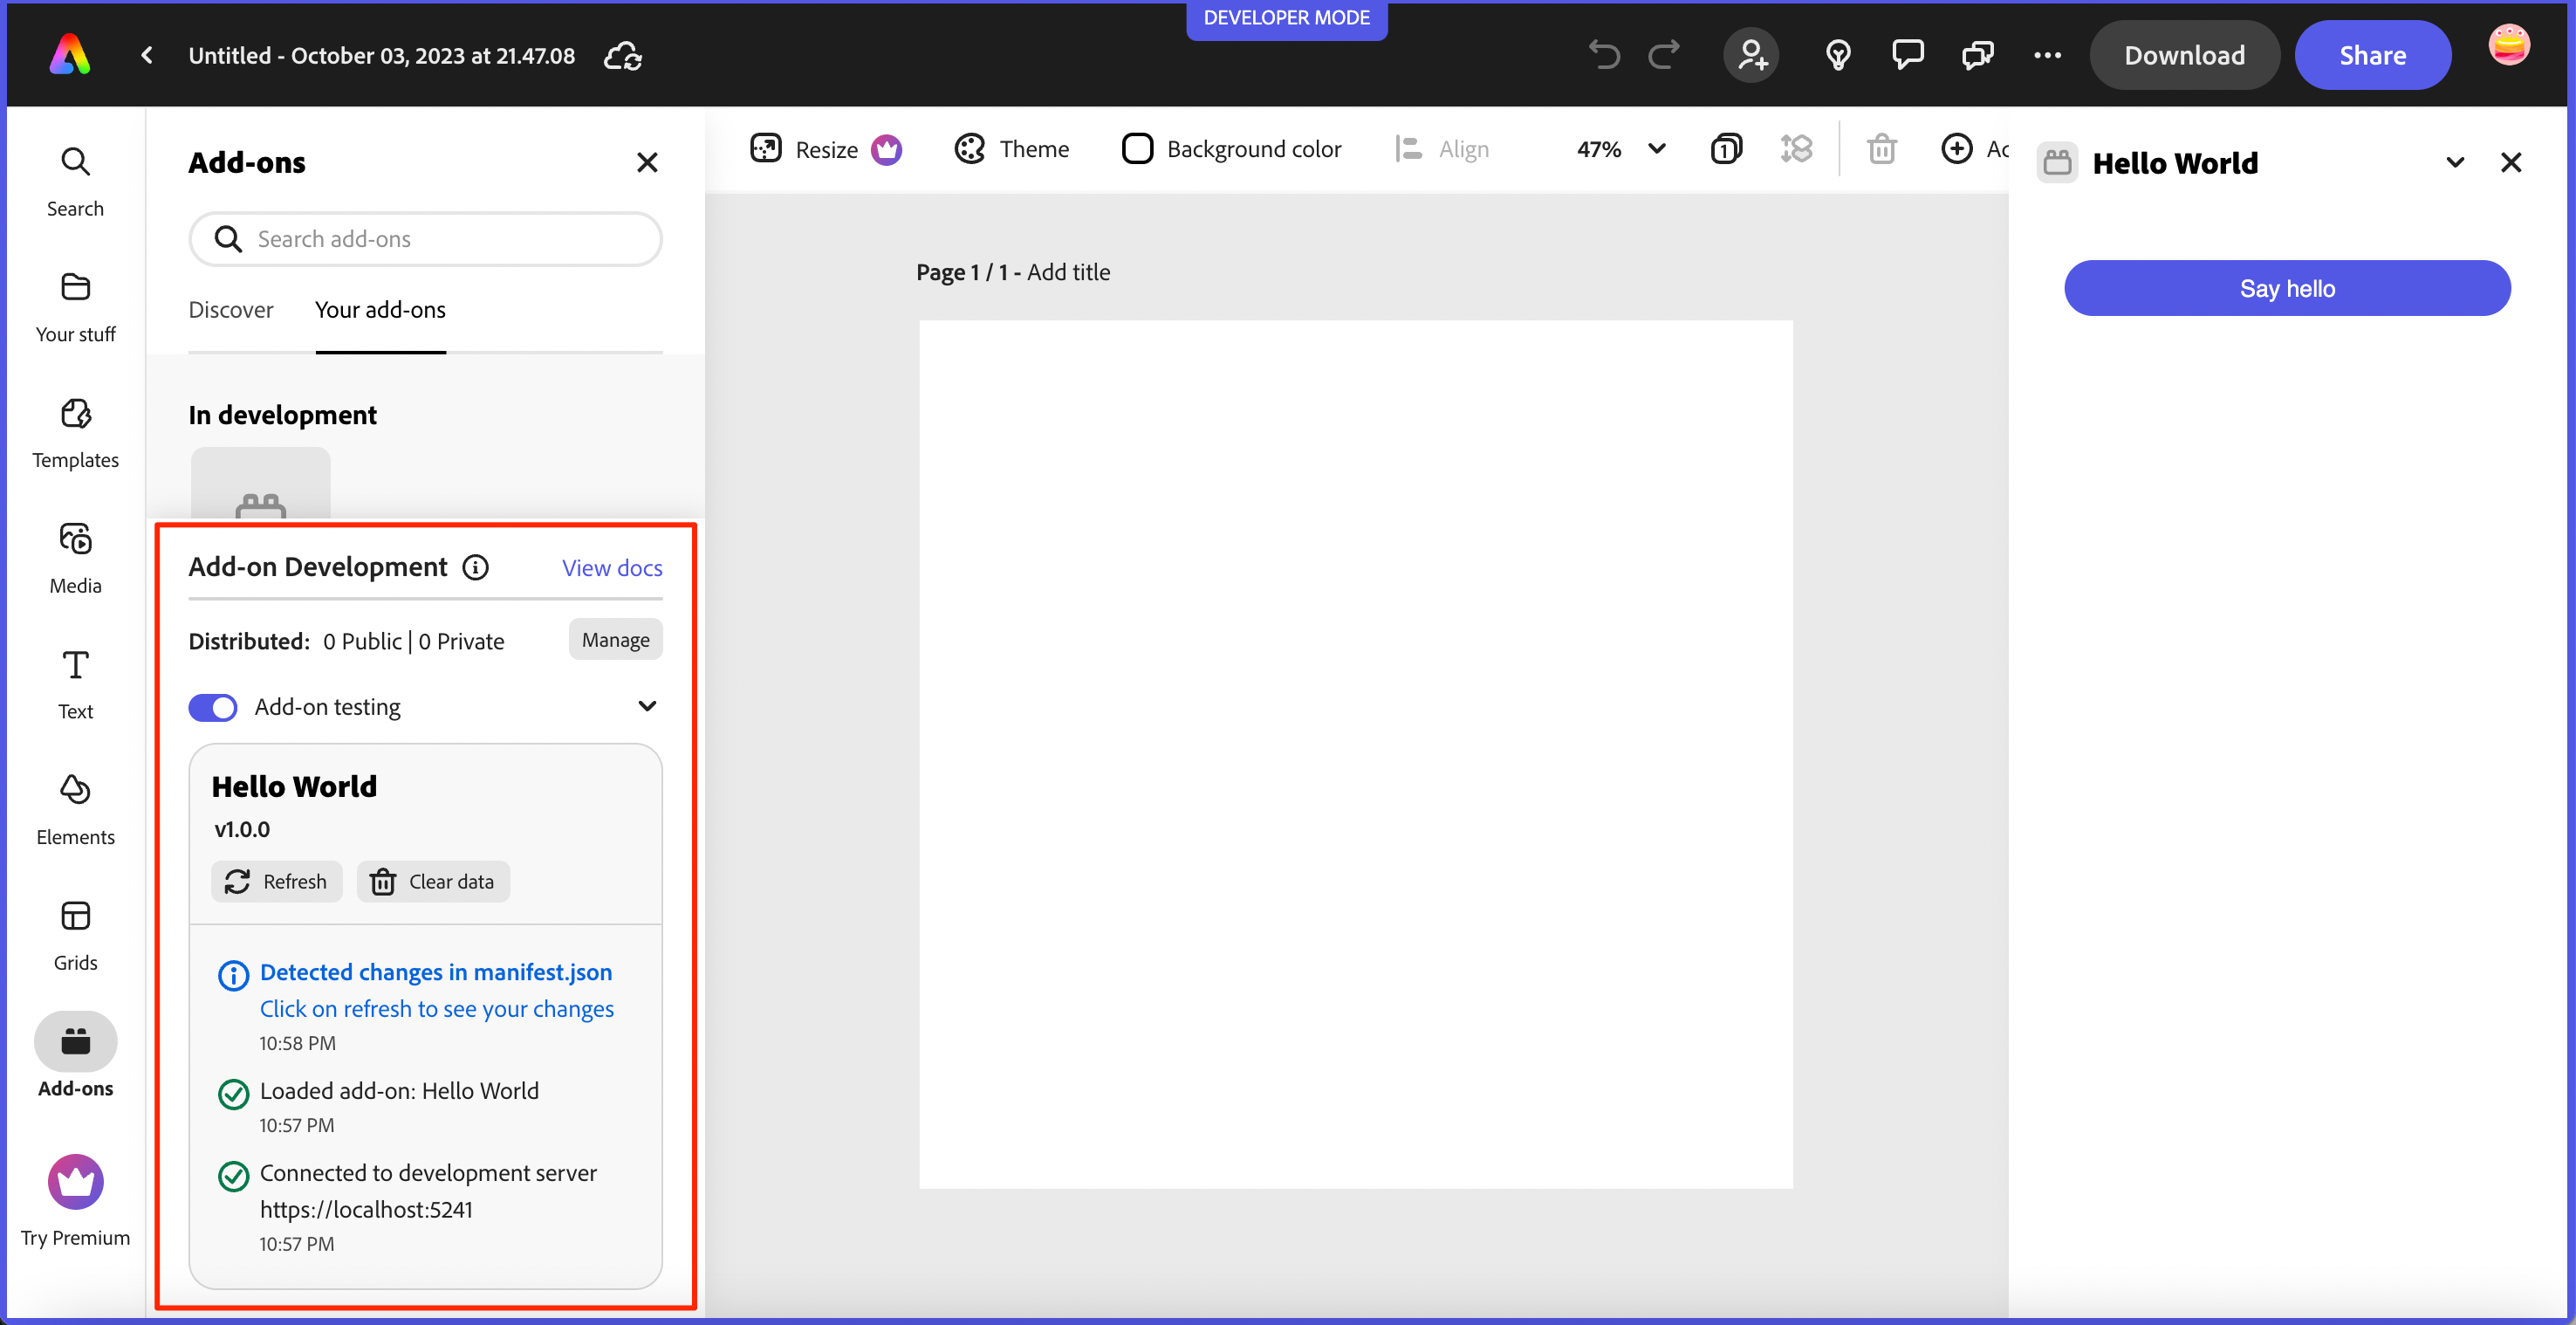 DEVELOPER MODE
Untitled - October 03, 2023 at 21.47.08
Download
Share
Search
Your stuff
Templates
Media
Text
Elements
Grids
Add-ons
Try Premium
Add-ons
Search add-ons
Discover
Your add-ons
In development
Add-on Development
View docs
Distributed: 0 Public | 0 Private
Manage
Add-on testing
Hello World
v1.0.0
Refresh
Clear data
Detected changes in manifest.json
Click on refresh to see your changes
10:58 PM
Loaded add-on: Hello World
10:57 PM
Connected to development server
https://localhost:5241
10:57 PM
Resize
Theme
Background color
Align
47%
1
Page 1 / 1 - Add title
Hello World
Say hello